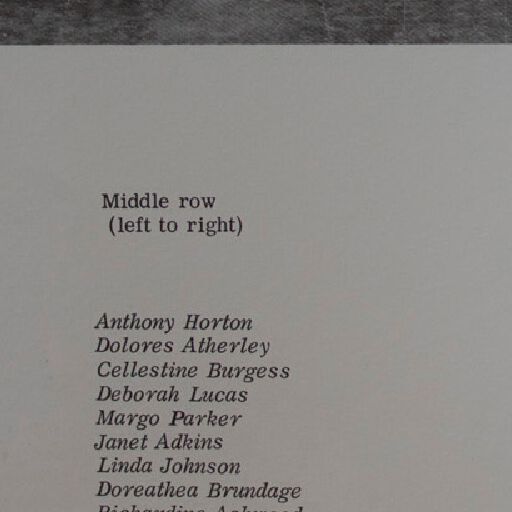 Middle row
(left to right)
Anthony Horton
Dolores Atherley
Cellestine Burgess
Deborah Lucas
Margo Parker
Janet Adkins
Linda Johnson
Doreathea Brundage